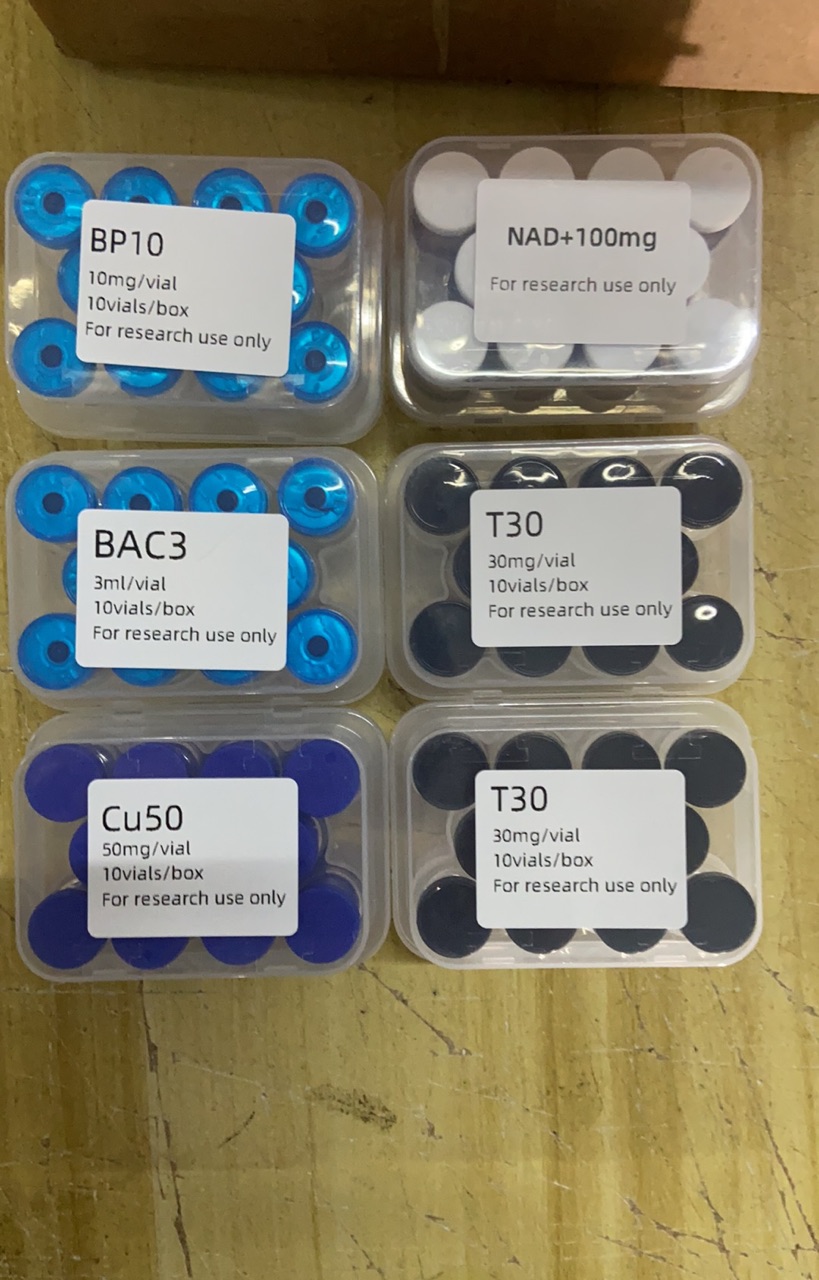 BP10
10mg/vial
10vials/box
For research use only
NAD+100mg
For research use only
BAC3
3ml/vial
10vials/box
For research use only
T30
30mg/vial
10vials/box
For research use only
Cu50
50mg/vial
10vials/box
For research use only
T30
30mg/vial
10vials/box
For research use only